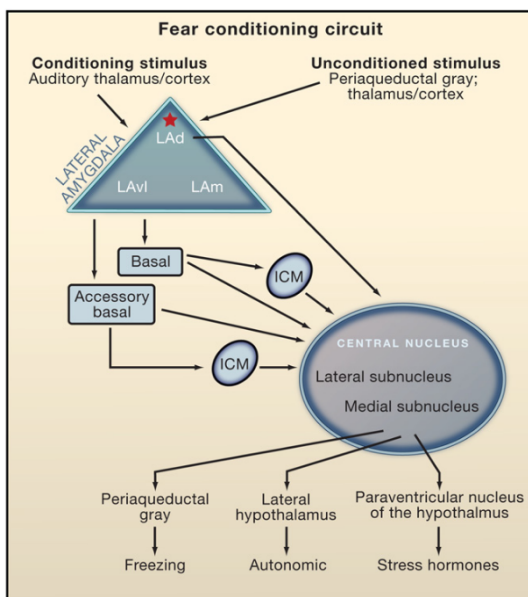 Fear conditioning circuit
Conditioning stimulus
Auditory thalamus/cortex
Unconditioned stimulus
Periaqueductal gray;
thalamus/cortex
LATERAL
AMYGDALA
LAd
LAvl
LAm
Basal
ICM
Accessory
basal
ICM
CENTRAL NUCLEUS
Lateral subnucleus
Medial subnucleus
Periaqueductal
gray
Lateral
hypothalamus
Paraventricular nucleus
of the hypothalmus
Freezing
Autonomic
Stress hormones